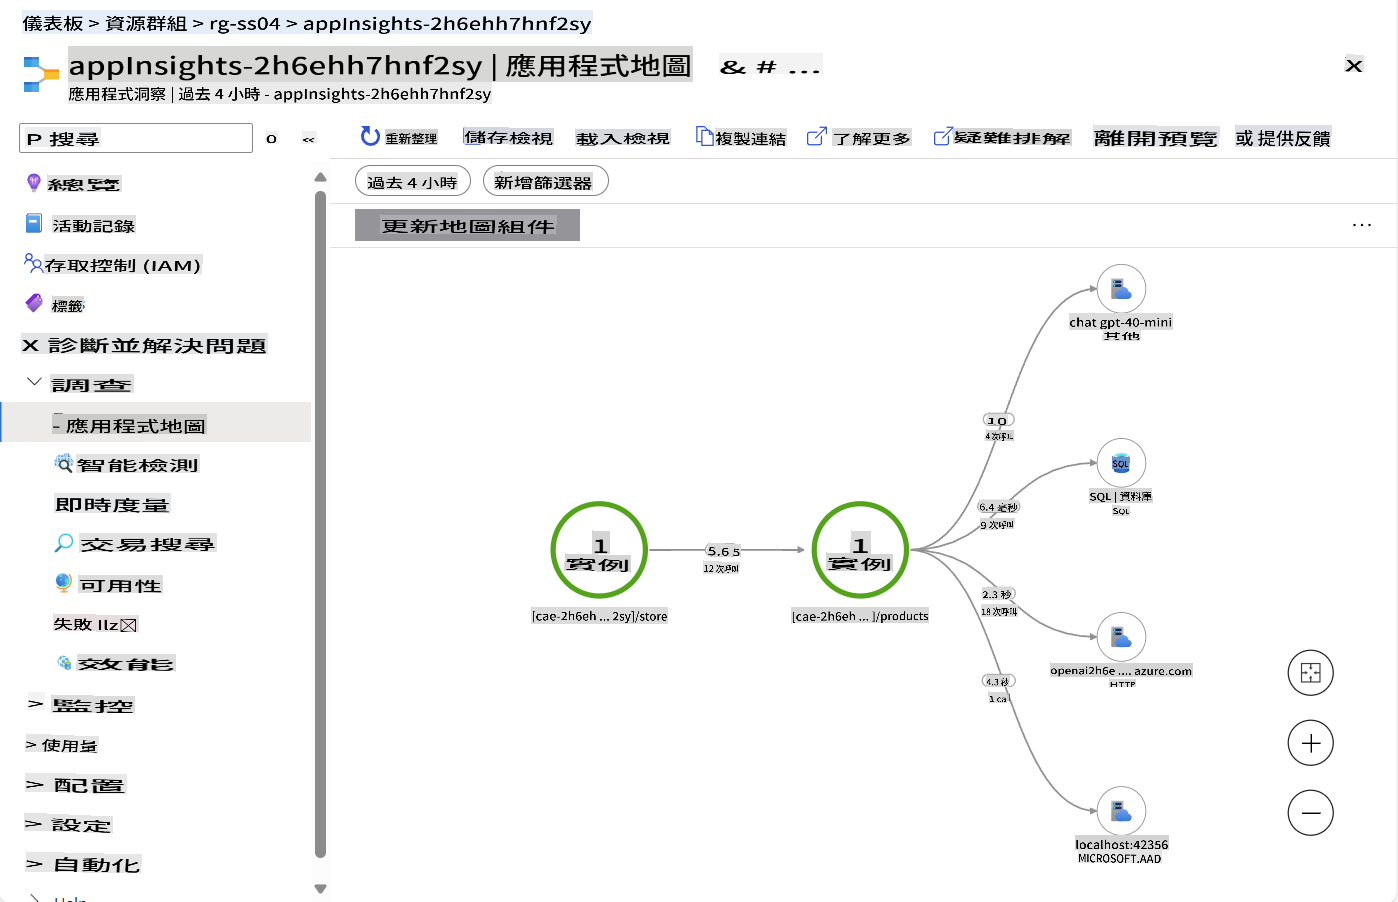 儀表板 > 資源群組 > rg-ss04 > appInsights-2h6ehh7hnf2sy
appInsights-2h6ehh7hnf2sy | 應用程式地圖 & # ...
應用程式洞察 | 過去 4 小時 - appInsights-2h6ehh7hnf2sy
P 搜尋
o
<<
重新整理
儲存檢視
載入檢視
複製連結
了解更多
疑難排解
離開預覽
或 提供反饋
總覽
活動記錄
存取控制 (IAM)
標籤
X 診斷並解決問題
調查
- 應用程式地圖
智能檢測
即時度量
交易搜尋
可用性
失敗 Ilz
效能
> 監控
> 使用量
> 配置
> 設定
> 自動化
Help
過去 4 小時
新增篩選器
更新地圖組件
...
chat gpt-40-mini
其他
10
4 次呼叫
SQL
SQL | 資料庫
SQL
6.4 毫秒
9 次呼叫
1
實例
[cae-2h6eh ... 2sy]/store
5.6 5
12 次呼叫
1
實例
[cae-2h6eh ... ]/products
2.3 秒
18 次呼叫
openai2h6e .... azure.com
HTTP
4.3 秒
1 cal
localhost:42356
MICROSOFT.AAD